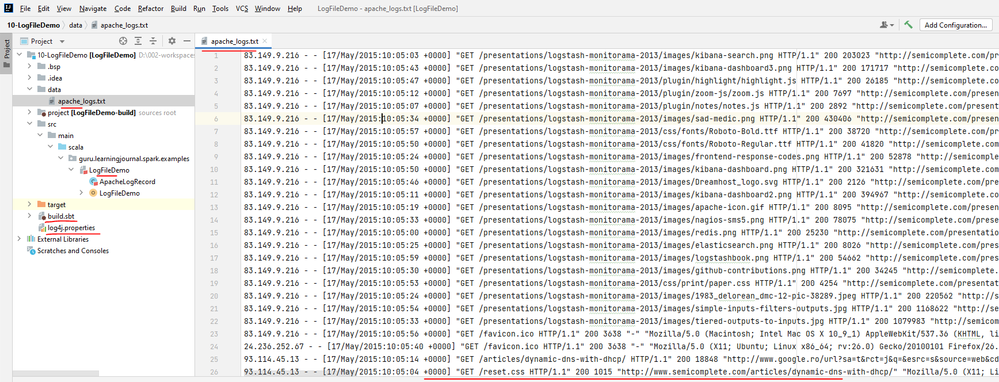 File Edit View Navigate Code Refactor Build Run Tools VCS Window Help LogFileDemo - apache_logs.txt [LogFileDemo]
10-LogFileDemo data apache_logs.txt Add Configuration...
Project
Project
10-LogFileDemo [LogFileDemo] D:\002-workspaces
.bsp
.idea
data
apache_logs.txt
project [LogFileDemo-build] sources root
src
main
scala
guru.learningjournal.spark.examples
LogFileDemo
ApacheLogRecord
LogFileDemo
target
build.sbt
log4j.properties
External Libraries
Scratches and Consoles
apache_logs.txt
1 83.149.9.216 - - [17/May/2015:10:05:03 +0000] "GET /presentations/logstash-monitorama-2013/images/kibana-search.png HTTP/1.1" 200 203023 "http://semicomplete.com/pr
2 83.149.9.216 - - [17/May/2015:10:05:43 +0000] "GET /presentations/logstash-monitorama-2013/images/kibana-dashboard3.png HTTP/1.1" 200 171717 "http://semicomplete.co
3 83.149.9.216 - - [17/May/2015:10:05:47 +0000] "GET /presentations/logstash-monitorama-2013/plugin/highlight/highlight.js HTTP/1.1" 200 26185 "http://semicomplete.co
4 83.149.9.216 - - [17/May/2015:10:05:12 +0000] "GET /presentations/logstash-monitorama-2013/plugin/zoom-js/zoom.js HTTP/1.1" 200 7697 "http://semicomplete.com/presen
5 83.149.9.216 - - [17/May/2015:10:05:07 +0000] "GET /presentations/logstash-monitorama-2013/plugin/notes/notes.js HTTP/1.1" 200 2892 "http://semicomplete.com/present
6 83.149.9.216 - - [17/May/2015:10:05:34 +0000] "GET /presentations/logstash-monitorama-2013/images/sad-medic.png HTTP/1.1" 200 430406 "http://semicomplete.com/presen
7 83.149.9.216 - - [17/May/2015:10:05:57 +0000] "GET /presentations/logstash-monitorama-2013/css/fonts/Roboto-Bold.ttf HTTP/1.1" 200 38720 "http://semicomplete.com/pr
8 83.149.9.216 - - [17/May/2015:10:05:50 +0000] "GET /presentations/logstash-monitorama-2013/css/fonts/Roboto-Regular.ttf HTTP/1.1" 200 41820 "http://semicomplete.com
9 83.149.9.216 - - [17/May/2015:10:05:24 +0000] "GET /presentations/logstash-monitorama-2013/images/frontend-response-codes.png HTTP/1.1" 200 52878 "http://semicomple
10 83.149.9.216 - - [17/May/2015:10:05:50 +0000] "GET /presentations/logstash-monitorama-2013/images/kibana-dashboard.png HTTP/1.1" 200 321631 "http://semicomplete.com
11 83.149.9.216 - - [17/May/2015:10:05:46 +0000] "GET /presentations/logstash-monitorama-2013/images/Dreamhost_logo.svg HTTP/1.1" 200 2126 "http://semicomplete.com/pre
12 83.149.9.216 - - [17/May/2015:10:05:11 +0000] "GET /presentations/logstash-monitorama-2013/images/kibana-dashboard2.png HTTP/1.1" 200 394967 "http://semicomplete.co
13 83.149.9.216 - - [17/May/2015:10:05:19 +0000] "GET /presentations/logstash-monitorama-2013/images/apache-icon.gif HTTP/1.1" 200 8095 "http://semicomplete.com/presen
14 83.149.9.216 - - [17/May/2015:10:05:33 +0000] "GET /presentations/logstash-monitorama-2013/images/nagios-sms5.png HTTP/1.1" 200 78075 "http://semicomplete.com/prese
15 83.149.9.216 - - [17/May/2015:10:05:00 +0000] "GET /presentations/logstash-monitorama-2013/images/redis.png HTTP/1.1" 200 25230 "http://semicomplete.com/presentatio
16 83.149.9.216 - - [17/May/2015:10:05:25 +0000] "GET /presentations/logstash-monitorama-2013/images/elasticsearch.png HTTP/1.1" 200 8026 "http://semicomplete.com/pres
17 83.149.9.216 - - [17/May/2015:10:05:59 +0000] "GET /presentations/logstash-monitorama-2013/images/logstashbook.png HTTP/1.1" 200 54662 "http://semicomplete.com/pres
18 83.149.9.216 - - [17/May/2015:10:05:30 +0000] "GET /presentations/logstash-monitorama-2013/images/github-contributions.png HTTP/1.1" 200 34245 "http://semicomplete.
19 83.149.9.216 - - [17/May/2015:10:05:53 +0000] "GET /presentations/logstash-monitorama-2013/css/print/paper.css HTTP/1.1" 200 4254 "http://semicomplete.com/presentat
20 83.149.9.216 - - [17/May/2015:10:05:24 +0000] "GET /presentations/logstash-monitorama-2013/images/1983_delorean_dmc-12-pic-38289.jpeg HTTP/1.1" 200 220562 "http://s
21 83.149.9.216 - - [17/May/2015:10:05:54 +0000] "GET /presentations/logstash-monitorama-2013/images/simple-inputs-filters-outputs.jpg HTTP/1.1" 200 1168622 "http://se
22 83.149.9.216 - - [17/May/2015:10:05:33 +0000] "GET /presentations/logstash-monitorama-2013/images/tiered-outputs-to-inputs.jpg HTTP/1.1" 200 1079983 "http://semicom
23 83.149.9.216 - - [17/May/2015:10:05:56 +0000] "GET /favicon.ico HTTP/1.1" 200 3638 "-" "Mozilla/5.0 (Macintosh; Intel Mac OS X 10_9_1) AppleWebKit/537.36 (KHTML, li
24 24.236.252.67 - - [17/May/2015:10:05:40 +0000] "GET /favicon.ico HTTP/1.1" 200 3638 "-" "Mozilla/5.0 (X11; Ubuntu; Linux x86_64; rv:26.0) Gecko/20100101 Firefox/26.
25 93.114.45.13 - - [17/May/2015:10:05:14 +0000] "GET /articles/dynamic-dns-with-dhcp/ HTTP/1.1" 200 18848 "http://www.google.ro/url?sa=t&rct=j&q=&esrc=s&source=web&cd
26 93.114.45.13 - - [17/May/2015:10:05:04 +0000] "GET /reset.css HTTP/1.1" 200 1015 "http://www.semicomplete.com/articles/dynamic-dns-with-dhcp/" "Mozilla/5.0 (X11; Li